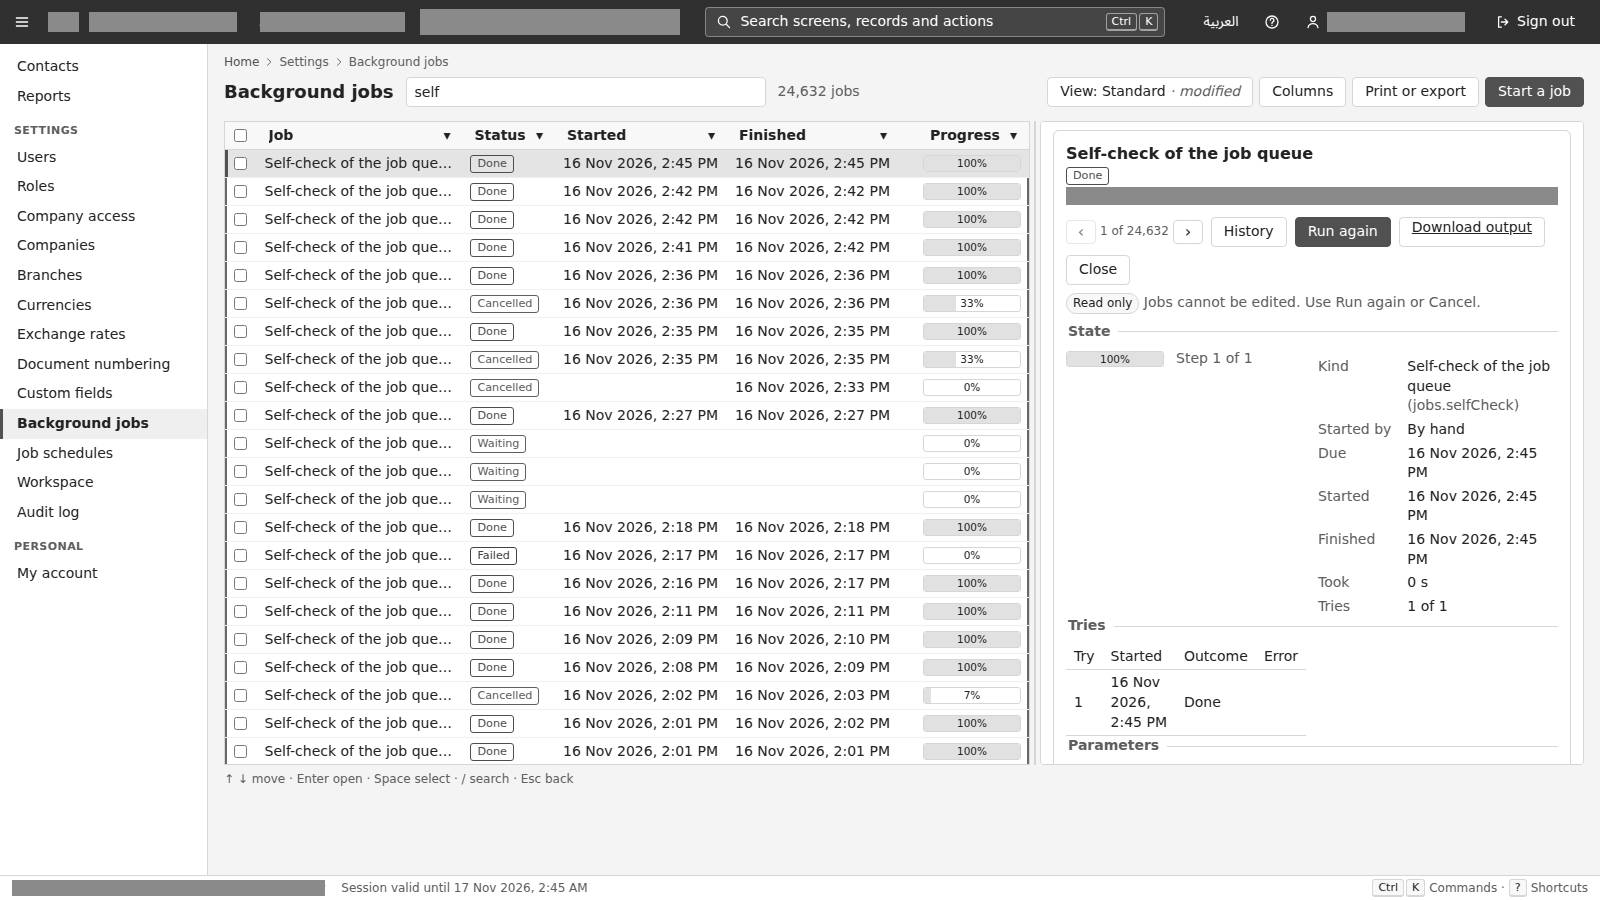 Search screens, records and actions Ctrl K العربية Sign out
Contacts
Reports
SETTINGS
Users
Roles
Company access
Companies
Branches
Currencies
Exchange rates
Document numbering
Custom fields
Background jobs
Job schedules
Workspace
Audit log
PERSONAL
My account
Home > Settings > Background jobs
Background jobs self 24,632 jobs View: Standard · modified Columns Print or export Start a job
Job ▼ Status ▼ Started ▼ Finished ▼ Progress ▼
Self-check of the job que… Done 16 Nov 2026, 2:45 PM 16 Nov 2026, 2:45 PM 100%
Self-check of the job que… Done 16 Nov 2026, 2:42 PM 16 Nov 2026, 2:42 PM 100%
Self-check of the job que… Done 16 Nov 2026, 2:42 PM 16 Nov 2026, 2:42 PM 100%
Self-check of the job que… Done 16 Nov 2026, 2:41 PM 16 Nov 2026, 2:42 PM 100%
Self-check of the job que… Done 16 Nov 2026, 2:36 PM 16 Nov 2026, 2:36 PM 100%
Self-check of the job que… Cancelled 16 Nov 2026, 2:36 PM 16 Nov 2026, 2:36 PM 33%
Self-check of the job que… Done 16 Nov 2026, 2:35 PM 16 Nov 2026, 2:35 PM 100%
Self-check of the job que… Cancelled 16 Nov 2026, 2:35 PM 16 Nov 2026, 2:35 PM 33%
Self-check of the job que… Cancelled 16 Nov 2026, 2:33 PM 0%
Self-check of the job que… Done 16 Nov 2026, 2:27 PM 16 Nov 2026, 2:27 PM 100%
Self-check of the job que… Waiting 0%
Self-check of the job que… Waiting 0%
Self-check of the job que… Waiting 0%
Self-check of the job que… Done 16 Nov 2026, 2:18 PM 16 Nov 2026, 2:18 PM 100%
Self-check of the job que… Failed 16 Nov 2026, 2:17 PM 16 Nov 2026, 2:17 PM 0%
Self-check of the job que… Done 16 Nov 2026, 2:16 PM 16 Nov 2026, 2:17 PM 100%
Self-check of the job que… Done 16 Nov 2026, 2:11 PM 16 Nov 2026, 2:11 PM 100%
Self-check of the job que… Done 16 Nov 2026, 2:09 PM 16 Nov 2026, 2:10 PM 100%
Self-check of the job que… Done 16 Nov 2026, 2:08 PM 16 Nov 2026, 2:09 PM 100%
Self-check of the job que… Cancelled 16 Nov 2026, 2:02 PM 16 Nov 2026, 2:03 PM 7%
Self-check of the job que… Done 16 Nov 2026, 2:01 PM 16 Nov 2026, 2:02 PM 100%
Self-check of the job que… Done 16 Nov 2026, 2:01 PM 16 Nov 2026, 2:01 PM 100%
↑ ↓ move · Enter open · Space select · / search · Esc back
Self-check of the job queue
Done
‹ 1 of 24,632 › History Run again Download output
Close
Read only Jobs cannot be edited. Use Run again or Cancel.
State
100% Step 1 of 1
Kind Self-check of the job
queue
(jobs.selfCheck)
Started by By hand
Due 16 Nov 2026, 2:45
PM
Started 16 Nov 2026, 2:45
PM
Finished 16 Nov 2026, 2:45
PM
Took 0 s
Tries 1 of 1
Tries
Try Started Outcome Error
1 16 Nov
2026,
2:45 PM Done
Parameters
Session valid until 17 Nov 2026, 2:45 AM Ctrl K Commands · ? Shortcuts